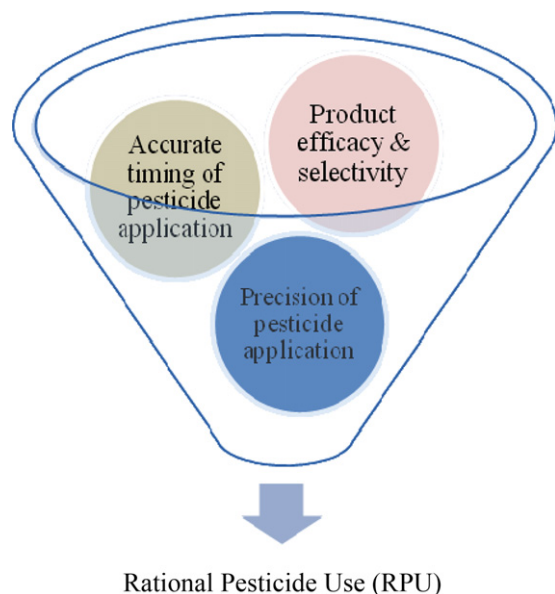 Accurate
timing of
pesticide
application
Product
efficacy &
selectivity
Precision of
pesticide
application
Rational Pesticide Use (RPU)